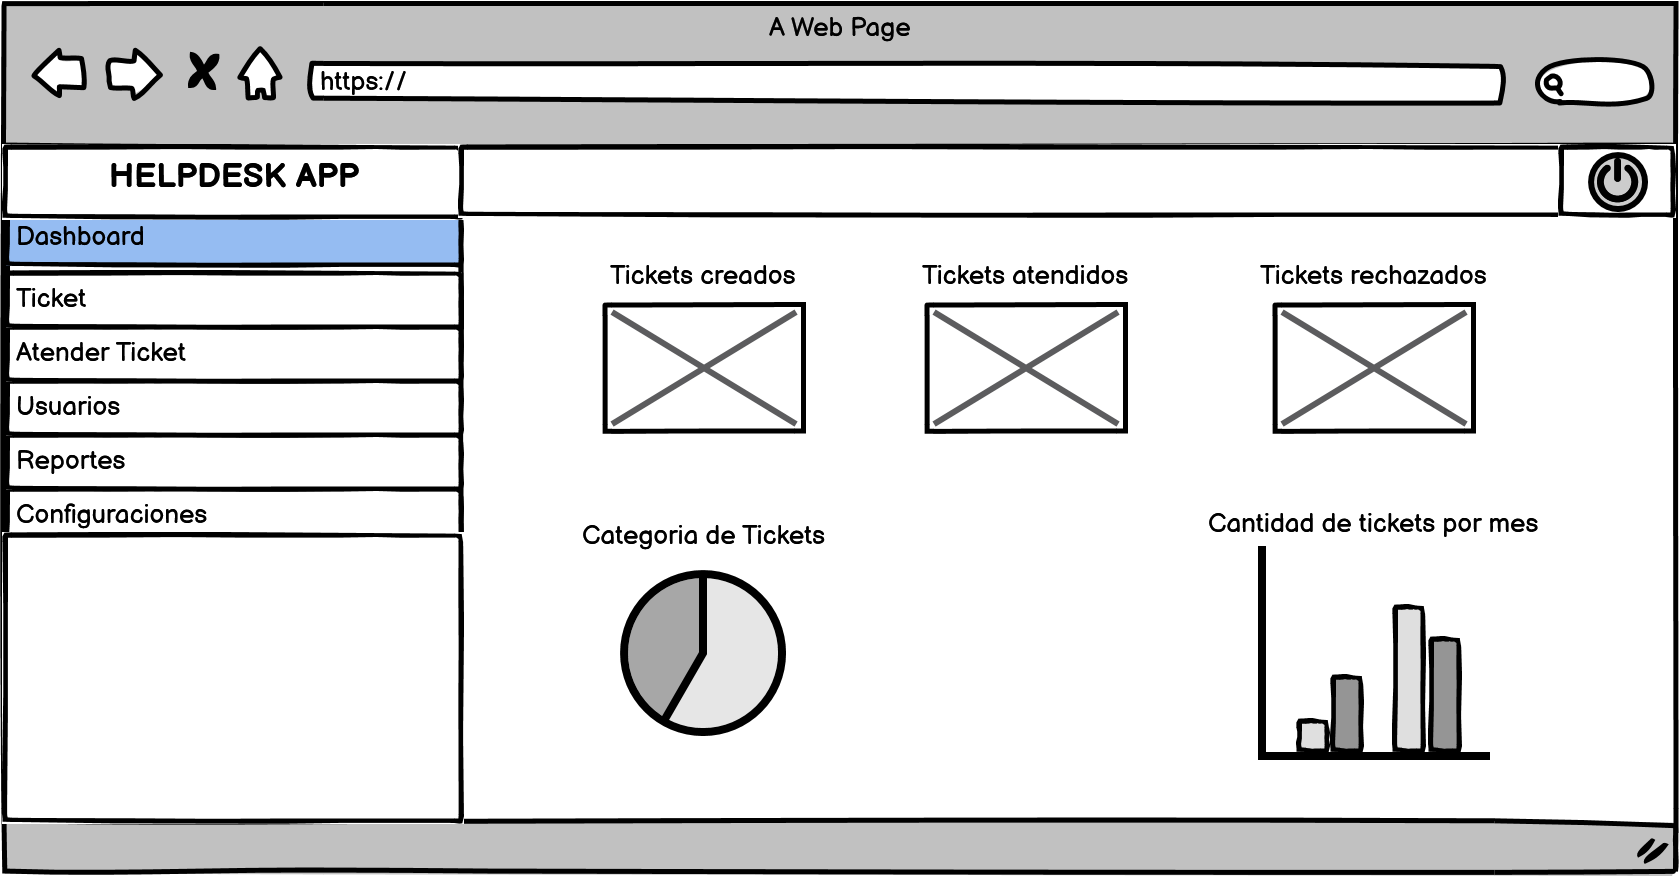 A Web Page
https://
HELPDESK APP
Dashboard
Ticket
Atender Ticket
Usuarios
Reportes
Configuraciones
Tickets creados
Tickets atendidos
Tickets rechazados
Categoria de Tickets
Cantidad de tickets por mes